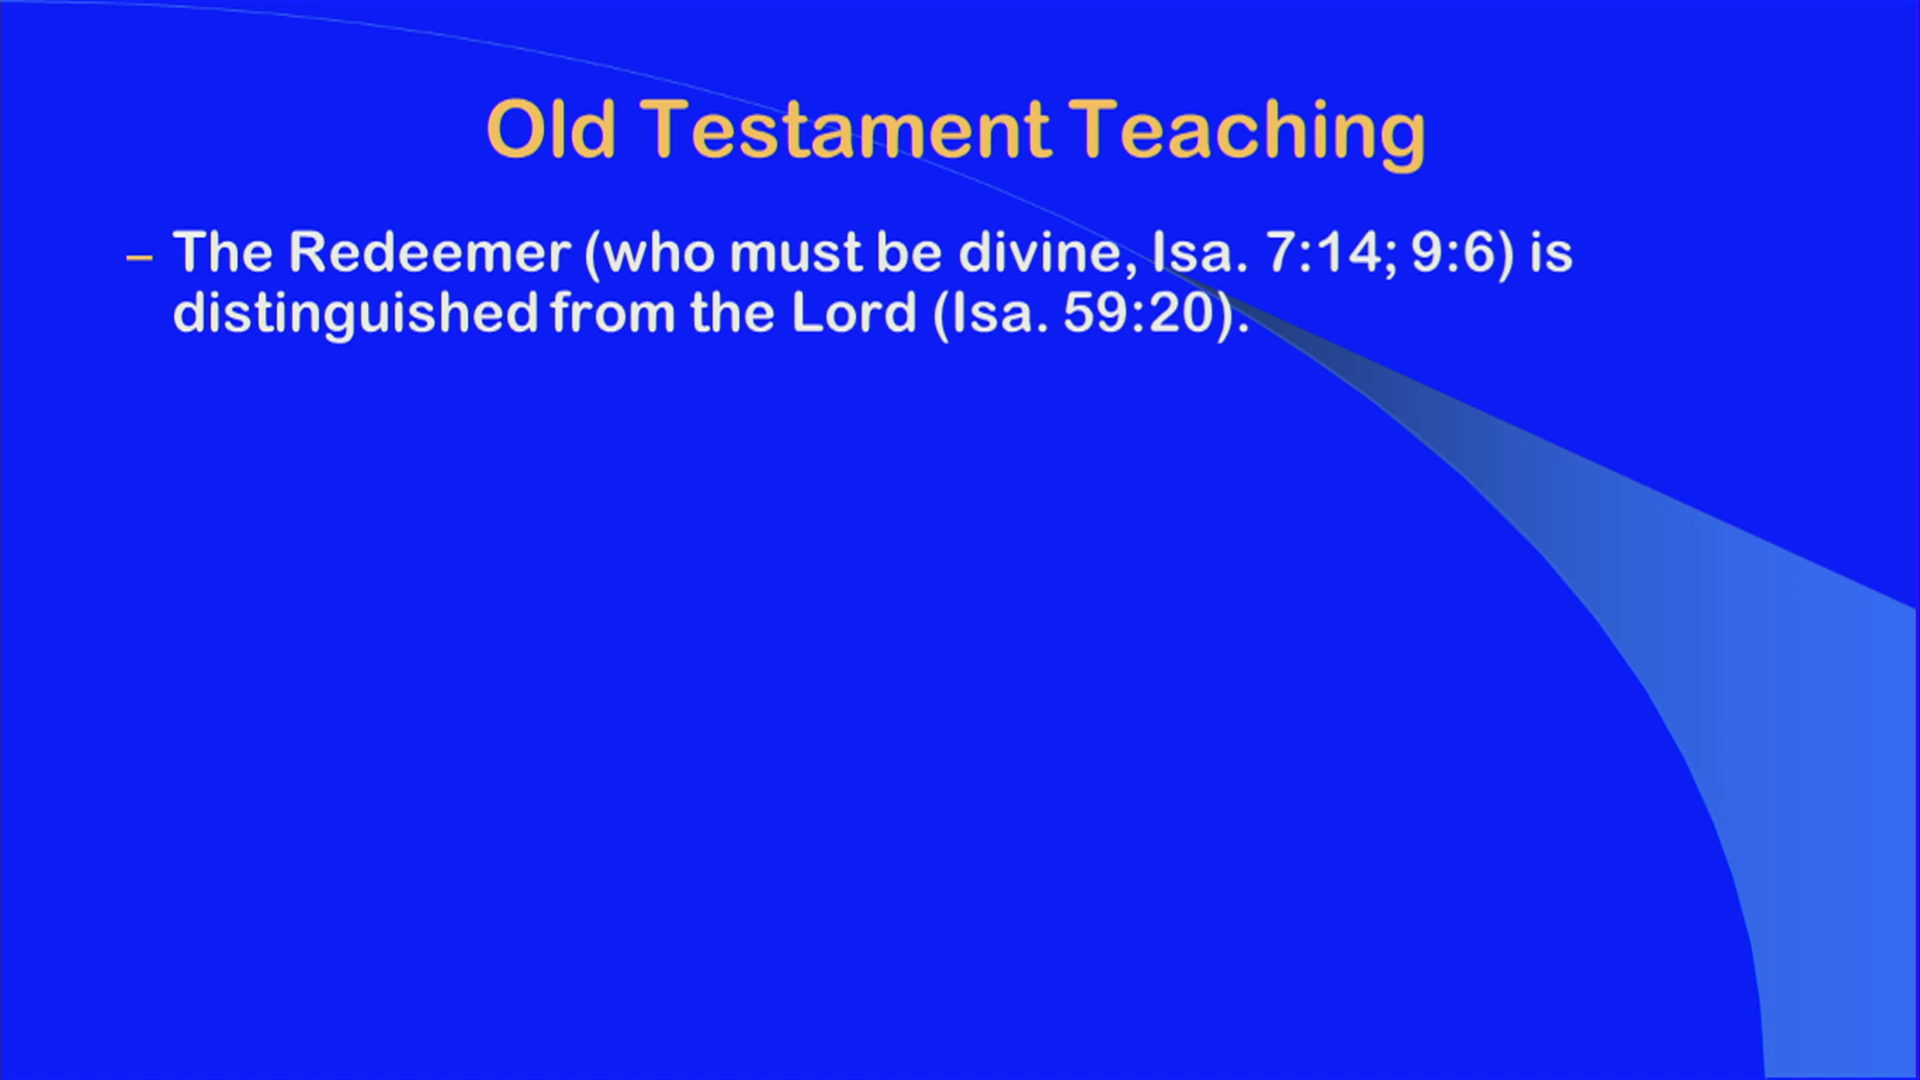 Old Testament Teaching
– The Redeemer (who must be divine, Isa. 7:14; 9:6) is
distinguished from the Lord (Isa. 59:20).